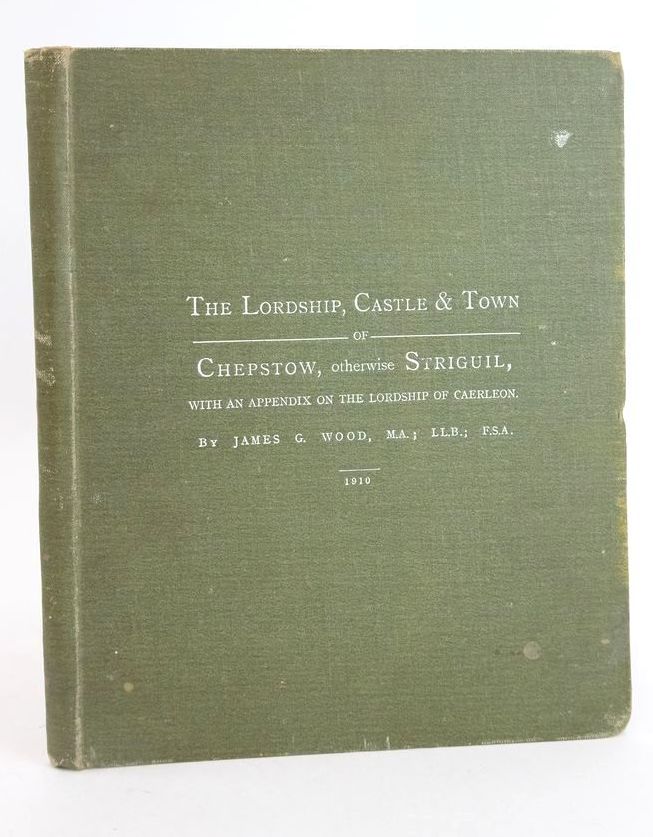 The Lordship, Castle & Town
OF
Chepstow, otherwise Striguil,
WITH AN APPENDIX ON THE LORDSHIP OF CAERLEON.
By JAMES G. WOOD, M.A.; LL.B.; F.S.A.
1910